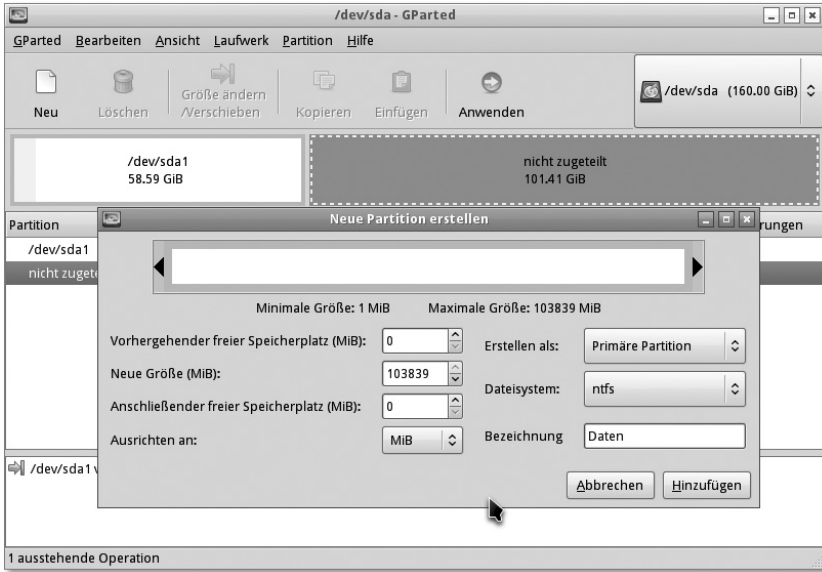 /dev/sda - GParted
GParted Bearbeiten Ansicht Laufwerk Partition Hilfe
Neu
Löschen
Größe ändern
/Verschieben
Kopieren
Einfügen
Anwenden
/dev/sda (160.00 GiB)
/dev/sda1
58.59 GiB
nicht zugeteilt
101.41 GiB
Partition
rungen
/dev/sda1
nicht zugete
Neue Partition erstellen
Minimale Größe: 1 MiB Maximale Größe: 103839 MiB
Vorhergehender freier Speicherplatz (MiB): 0
Neue Größe (MiB): 103839
Anschließender freier Speicherplatz (MiB): 0
Ausrichten an: MiB
Erstellen als: Primäre Partition
Dateisystem: ntfs
Bezeichnung Daten
Abbrechen Hinzufügen
/dev/sda1 v
1 ausstehende Operation